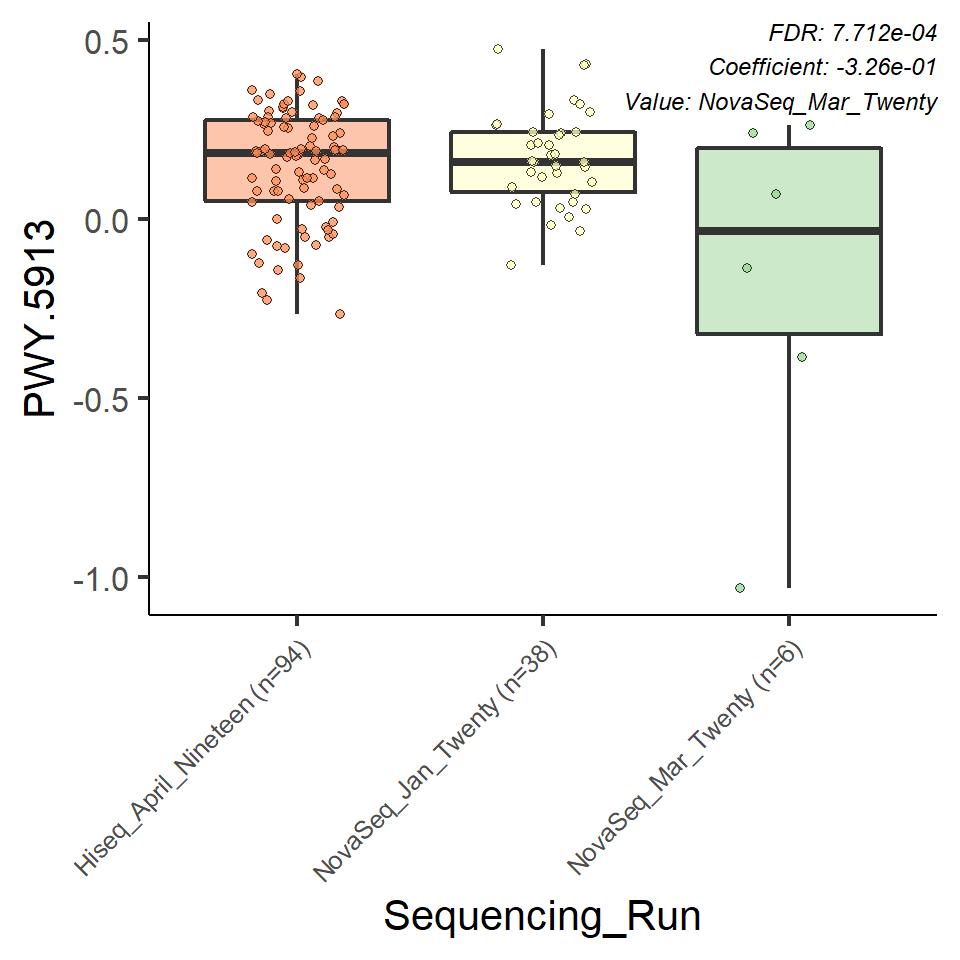 FDR: 7.712e-04
Coefficient: -3.26e-01
Value: NovaSeq_Mar_Twenty
PWY.5913
0.5
0.0
-0.5
-1.0
Hiseq_April_Nineteen (n=94)
NovaSeq_Jan_Twenty (n=38)
NovaSeq_Mar_Twenty (n=6)
Sequencing_Run